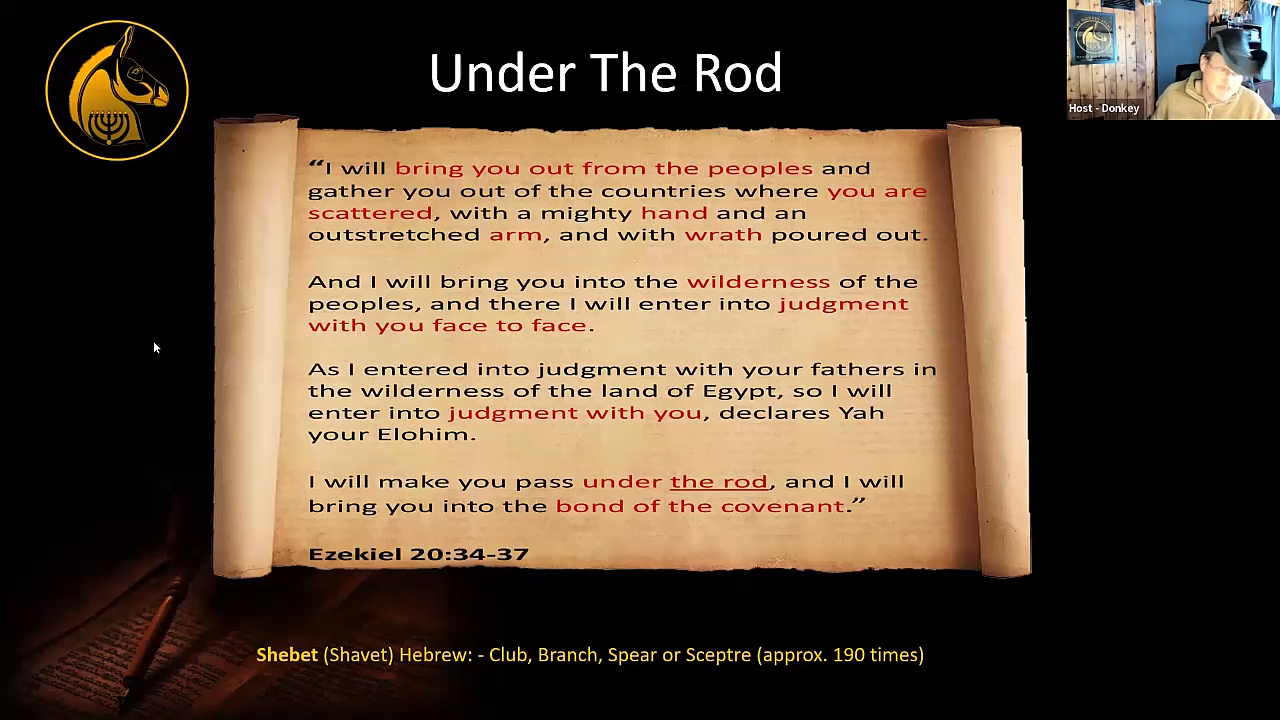 Under The Rod
Host - Donkey
“I will bring you out from the peoples and
gather you out of the countries where you are
scattered, with a mighty hand and an
outstretched arm, and with wrath poured out.
And I will bring you into the wilderness of the
peoples, and there I will enter into judgment
with you face to face.
As I entered into judgment with your fathers in
the wilderness of the land of Egypt, so I will
enter into judgment with you, declares Yah
your Elohim.
I will make you pass under the rod, and I will
bring you into the bond of the covenant.”
Ezekiel 20:34-37
Shebet (Shavet) Hebrew: - Club, Branch, Spear or Sceptre (approx. 190 times)